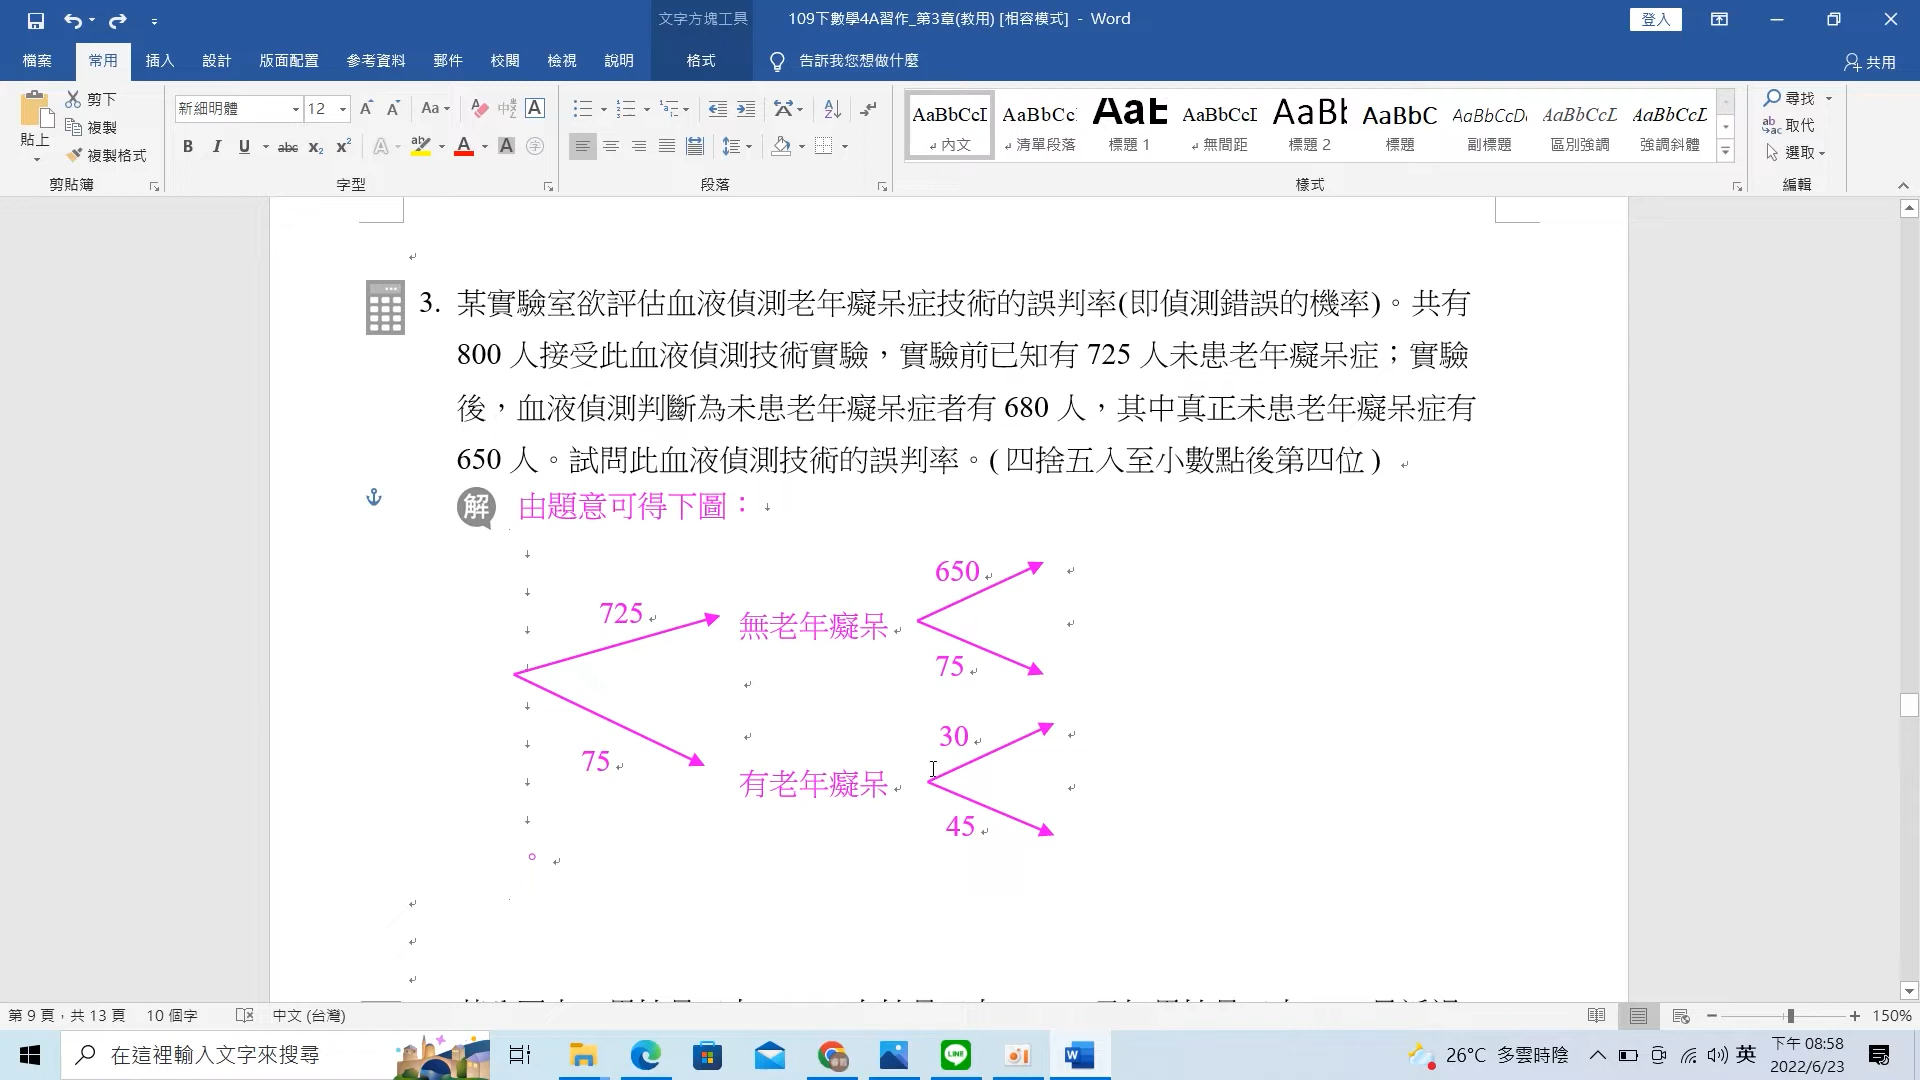 文字方塊工具
109下數學4A習作_第3章(教用) [相容模式] - Word
登入
檔案 常用 插入 設計 版面配置 參考資料 郵件 校閱 檢視 說明 格式 告訴我您想做什麼 共用
貼上
剪下
複製
複製格式
剪貼簿
新細明體 12
字型
段落
AaBbCcI AaBbCc AaB AaBbCcI AaBb AaBbC AaBbCcD AaBbCcL AaBbCcL
內文 清單段落 標題 1 無間距 標題 2 標題 副標題 區別強調 強調斜體
樣式
尋找
取代
選取
編輯
3. 某實驗室欲評估血液偵測老年癡呆症技術的誤判率(即偵測錯誤的機率)。共有
800 人接受此血液偵測技術實驗，實驗前已知有 725 人未患老年癡呆症；實驗
後，血液偵測判斷為未患老年癡呆症者有 680 人，其中真正未患老年癡呆症有
650 人。試問此血液偵測技術的誤判率。( 四捨五入至小數點後第四位 )
解 由題意可得下圖：
650
725
無老年癡呆
75
30
75
有老年癡呆
45
。
第 9 頁，共 13 頁 10 個字 中文 (台灣) 150%
在這裡輸入文字來搜尋
26°C 多雲時陰
英
下午 08:58
2022/6/23